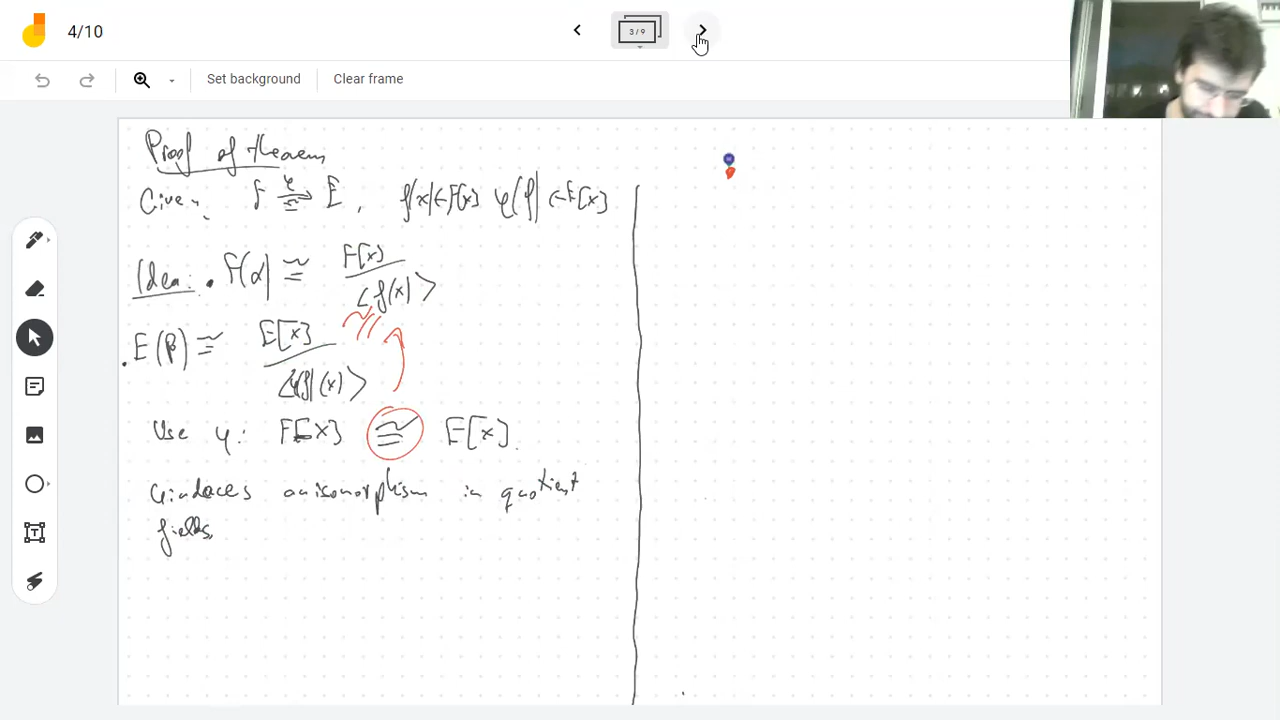 4/10
3 / 9
Set background
Clear frame
Proof of theorem
Given F ≅ E , f(x) ∈ F[x] φ(f) ∈ E[x]
Idea: • F(α) ≅ F[x] / <f(x)>
• E(β) ≅ E[x] / <φ(f)(x)>
≅
Use φ: F[x] ≅ E[x].
φ induces an isomorphism in quotient
fields.